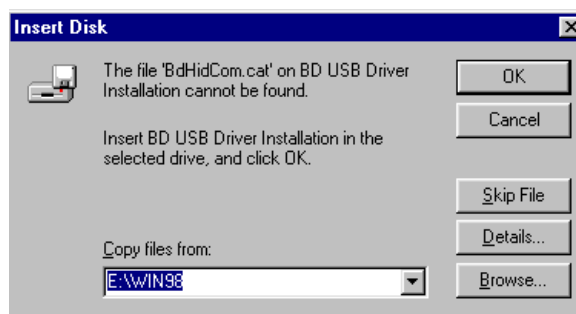 Insert Disk
The file 'BdHidCom.cat' on BD USB Driver
Installation cannot be found.
Insert BD USB Driver Installation in the
selected drive, and click OK.
Copy files from:
E:\WIN98
OK
Cancel
Skip File
Details...
Browse...